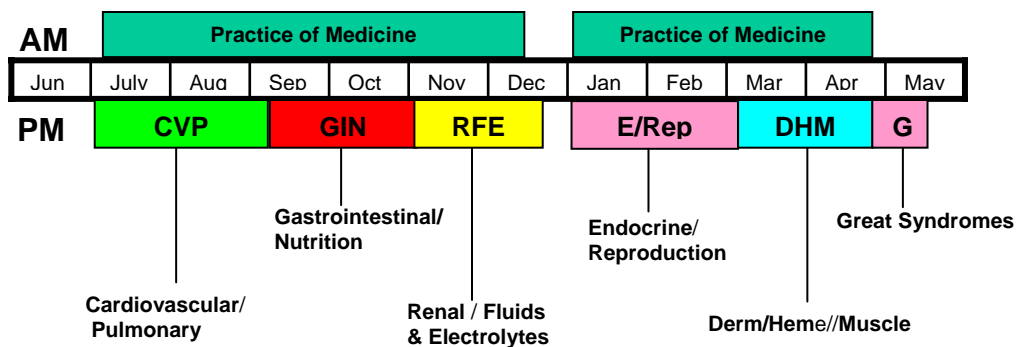 AM
Practice of Medicine
Practice of Medicine
Jun July Aug Sep Oct Nov Dec Jan Feb Mar Apr May
PM
CVP
GIN
RFE
E/Rep
DHM
G
Gastrointestinal/
Nutrition
Endocrine/
Reproduction
Great Syndromes
Cardiovascular/
Pulmonary
Renal / Fluids
& Electrolytes
Derm/Heme//Muscle